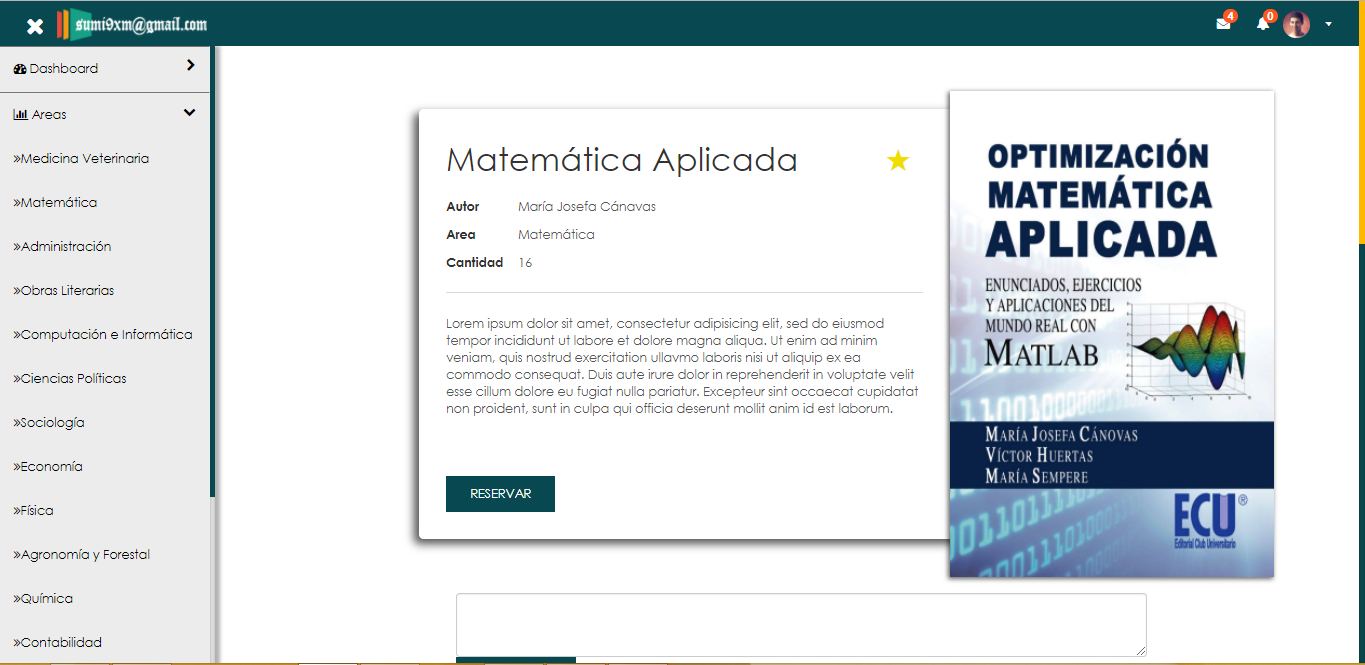 sumi9xm@gmail.com
4
0
Dashboard
Areas
»Medicina Veterinaria
»Matemática
»Administración
»Obras Literarias
»Computación e Informática
»Ciencias Políticas
»Sociología
»Economía
»Física
»Agronomía y Forestal
»Química
»Contabilidad
Matemática Aplicada
Autor María Josefa Cánavas
Area Matemática
Cantidad 16
Lorem ipsum dolor sit amet, consectetur adipisicing elit, sed do eiusmod
tempor incididunt ut labore et dolore magna aliqua. Ut enim ad minim
veniam, quis nostrud exercitation ullavmo laboris nisi ut aliquip ex ea
commodo consequat. Duis aute irure dolor in reprehenderit in voluptate velit
esse cillum dolore eu fugiat nulla pariatur. Excepteur sint occaecat cupidatat
non proident, sunt in culpa qui officia deserunt mollit anim id est laborum.
RESERVAR
OPTIMIZACIÓN
MATEMÁTICA
APLICADA
ENUNCIADOS, EJERCICIOS
Y APLICACIONES DEL
MUNDO REAL CON
MATLAB
MARÍA JOSEFA CÁNOVAS
VÍCTOR HUERTAS
MARÍA SEMPERE
ECU®
Editorial Club Universitario